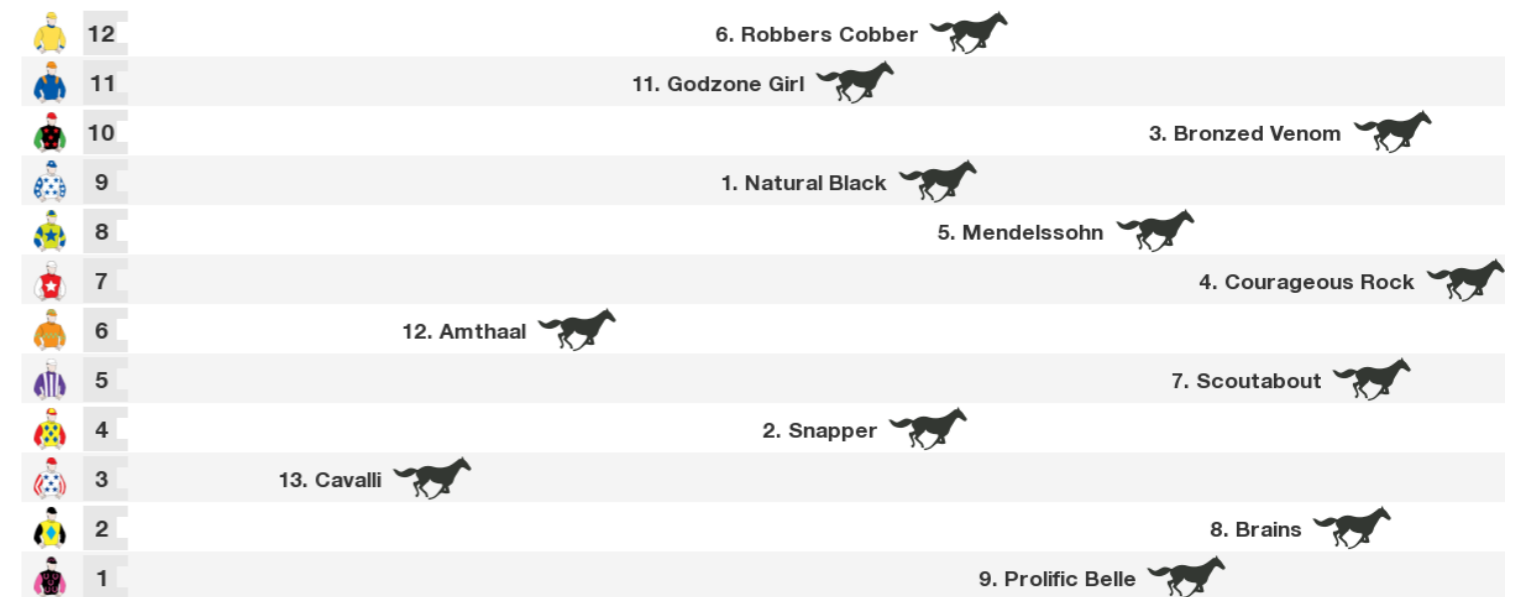 12 6. Robbers Cobber
11 11. Godzone Girl
10 3. Bronzed Venom
9 1. Natural Black
8 5. Mendelssohn
7 4. Courageous Rock
6 12. Amthaal
5 7. Scoutabout
4 2. Snapper
3 13. Cavalli
2 8. Brains
1 9. Prolific Belle